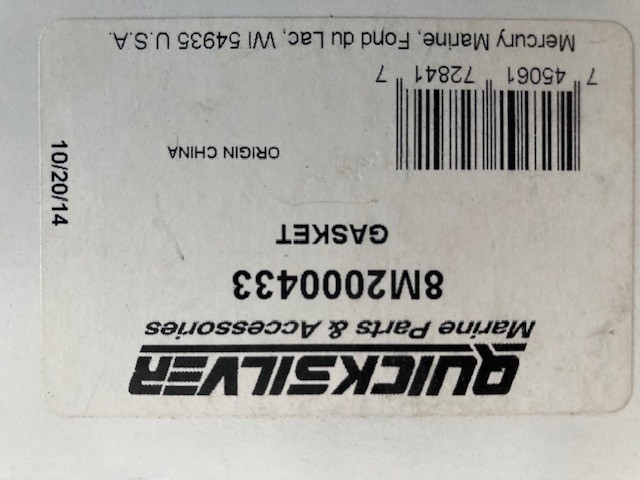 QUICKSILVER
Marine Parts & Accessories
8M2000433
GASKET
ORIGIN CHINA
10/20/14
7 45061 72841 7
Mercury Marine, Fond du Lac, WI 54935 U.S.A.